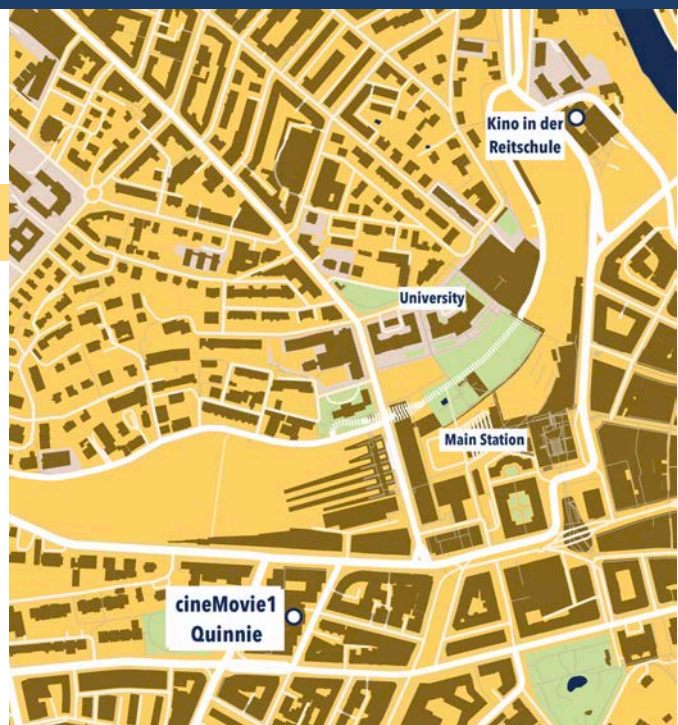 Kino in der
Reitschule
University
Main Station
cineMovie1
Quinnie